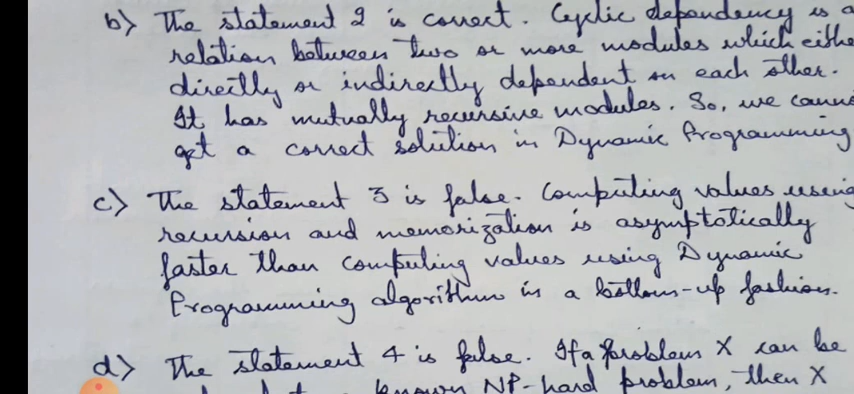 b) The statement 2 is correct. Cyclic dependency is a
relation between two or more modules which eithe
directly or indirectly dependent on each other.
It has mutually recursive modules. So, we canno
get a correct solution in Dynamic Programming
c) The statement 3 is false. Computing values using
recursion and memorization is asymptotically
faster than computing values using Dynamic
Programming algorithm in a bottom-up fashion.
d) The statement 4 is false. If a problem X can be
known NP-hard problem, then X